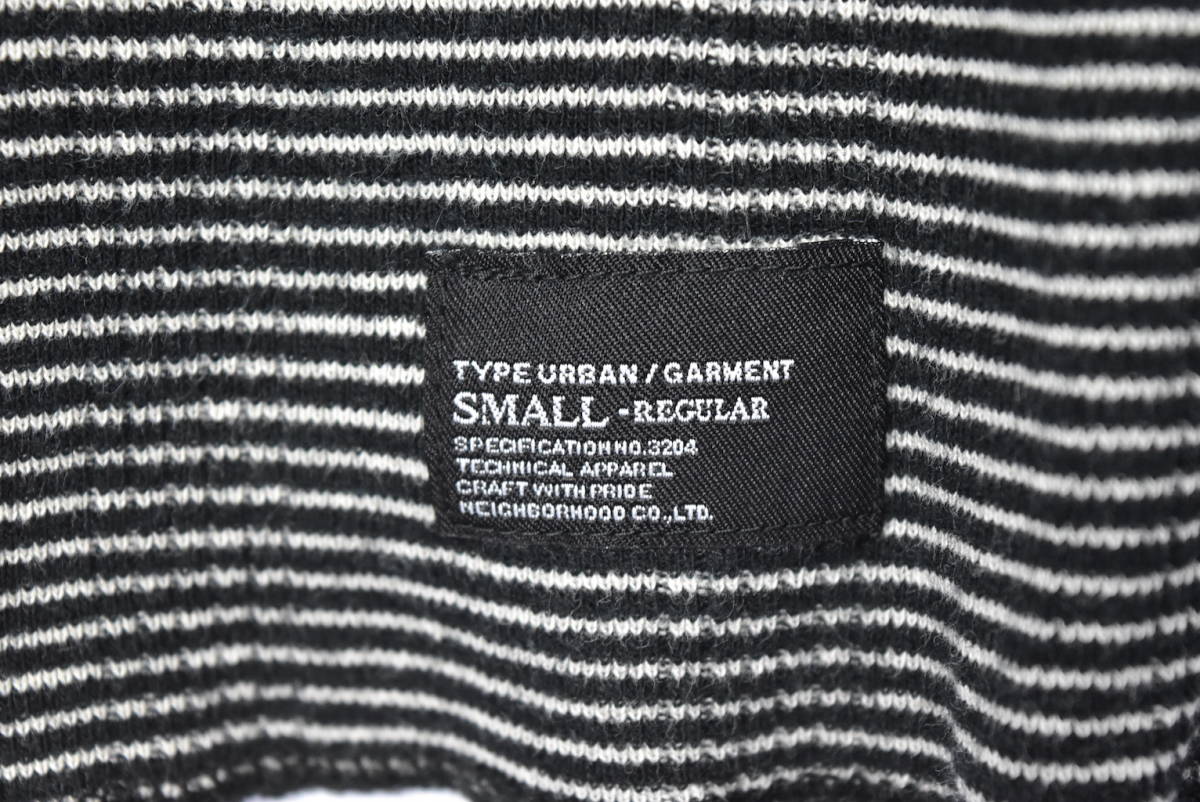 TYPE URBAN / GARMENT
SMALL -REGULAR
SPECIFICATION NO.3204
TECHNICAL APPAREL
CRAFT WITH PRIDE
NEIGHBORHOOD CO.,LTD.